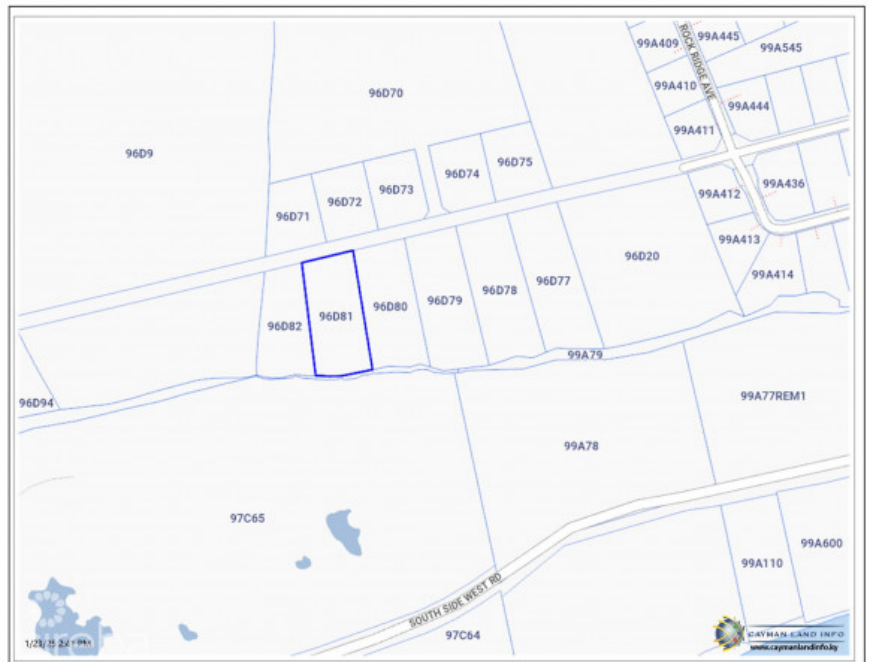 99A409
99A445
99A545
ROCK RIDGE AVE
96D70
99A410
99A444
99A411
96D9
96D75
96D74
96D73
99A436
99A412
96D72
96D71
99A413
96D20
99A414
96D77
96D78
96D79
96D80
96D81
96D82
99A79
99A77REM1
96D94
99A78
97C65
99A600
99A110
SOUTH SIDE WEST RD
97C64
CAYMAN LAND INFO
www.caymanlandinfo.ky